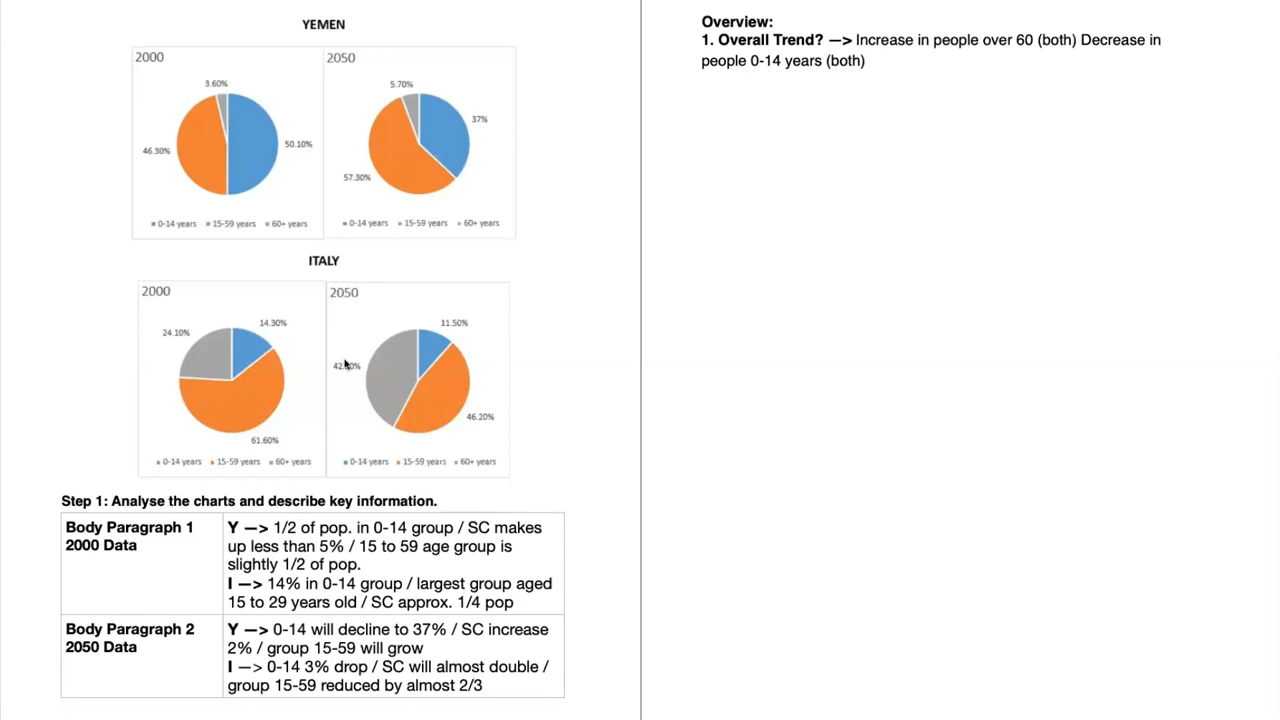 YEMEN
2000
3.60%
46.30%
50.10%
0-14 years 15-59 years 60+ years
2050
5.70%
37%
57.30%
0-14 years 15-59 years 60+ years
ITALY
2000
14.30%
24.10%
61.60%
0-14 years 15-59 years 60+ years
2050
11.50%
46.20%
0-14 years 15-59 years 60+ years
Step 1: Analyse the charts and describe key information.
Body Paragraph 1
2000 Data
Y —> 1/2 of pop. in 0-14 group / SC makes
up less than 5% / 15 to 59 age group is
slightly 1/2 of pop.
I —> 14% in 0-14 group / largest group aged
15 to 29 years old / SC approx. 1/4 pop
Body Paragraph 2
2050 Data
Y —> 0-14 will decline to 37% / SC increase
2% / group 15-59 will grow
I —> 0-14 3% drop / SC will almost double /
group 15-59 reduced by almost 2/3
Overview:
1. Overall Trend? —> Increase in people over 60 (both) Decrease in
people 0-14 years (both)